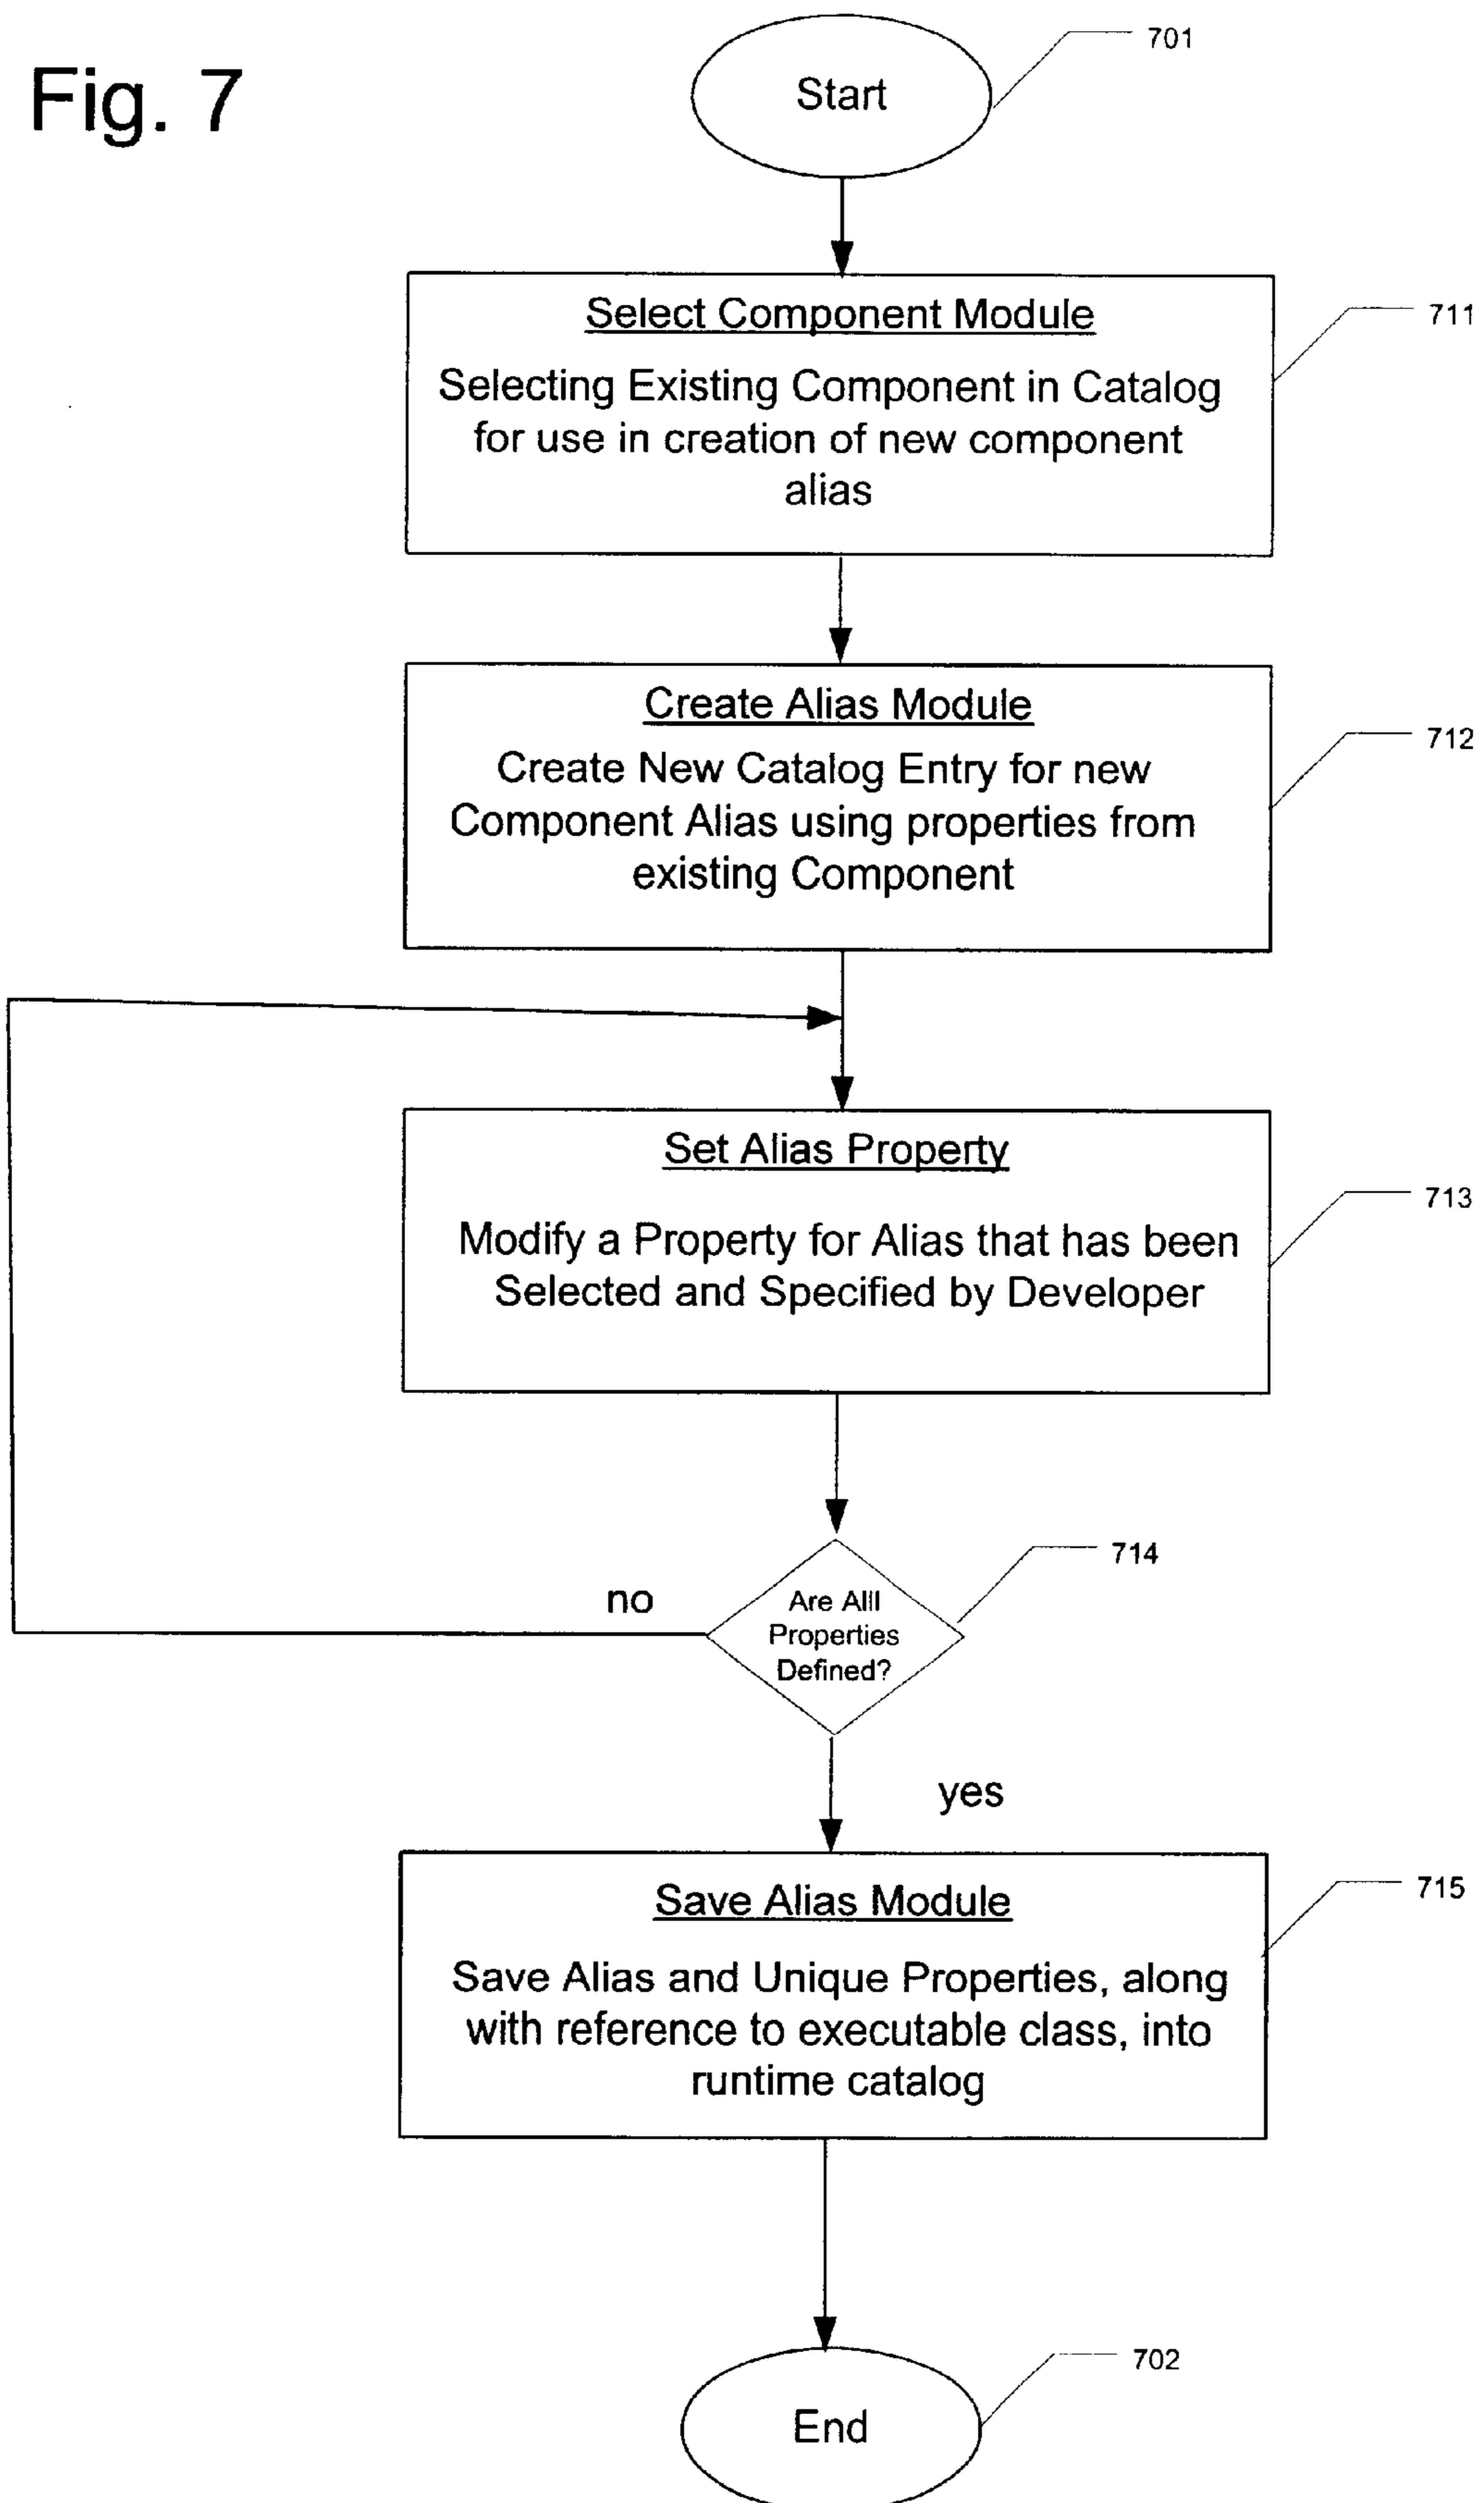 Fig. 7
701
Start
711
Select Component Module
Selecting Existing Component in Catalog
for use in creation of new component
alias
712
Create Alias Module
Create New Catalog Entry for new
Component Alias using properties from
existing Component
713
Set Alias Property
Modify a Property for Alias that has been
Selected and Specified by Developer
714
no
Are Alll
Properties
Defined?
yes
715
Save Alias Module
Save Alias and Unique Properties, along
with reference to executable class, into
runtime catalog
702
End